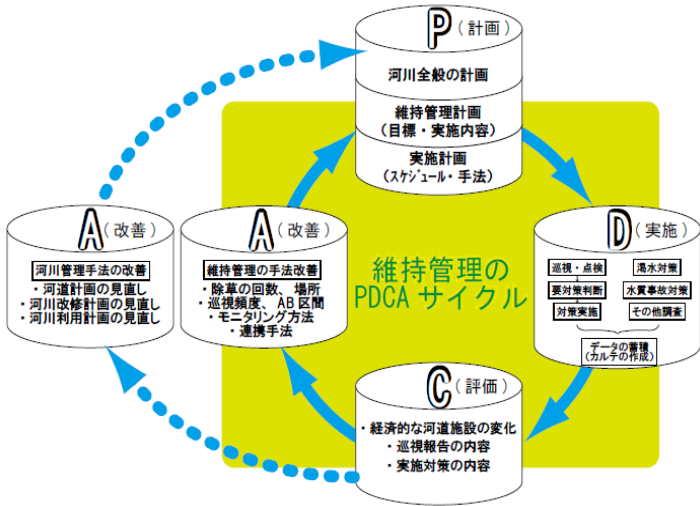 P（計画）
河川全般の計画
維持管理計画
（目標・実施内容）
実施計画
（ｽｹｼﾞｭｰﾙ・手法）
A（改善）
河川管理手法の改善
・河道計画の見直し
・河川改修計画の見直し
・河川利用計画の見直し
A（改善）
維持管理の手法改善
・除草の回数、場所
・巡視頻度、AB区間
・モニタリング方法
・連携手法
維持管理の
PDCAサイクル
D（実施）
巡視・点検
要対策判断
対策実施
渇水対策
水質事故対策
その他調査
データの蓄積
（カルテの作成）
C（評価）
・経済的な河道施設の変化
・巡視報告の内容
・実施対策の内容